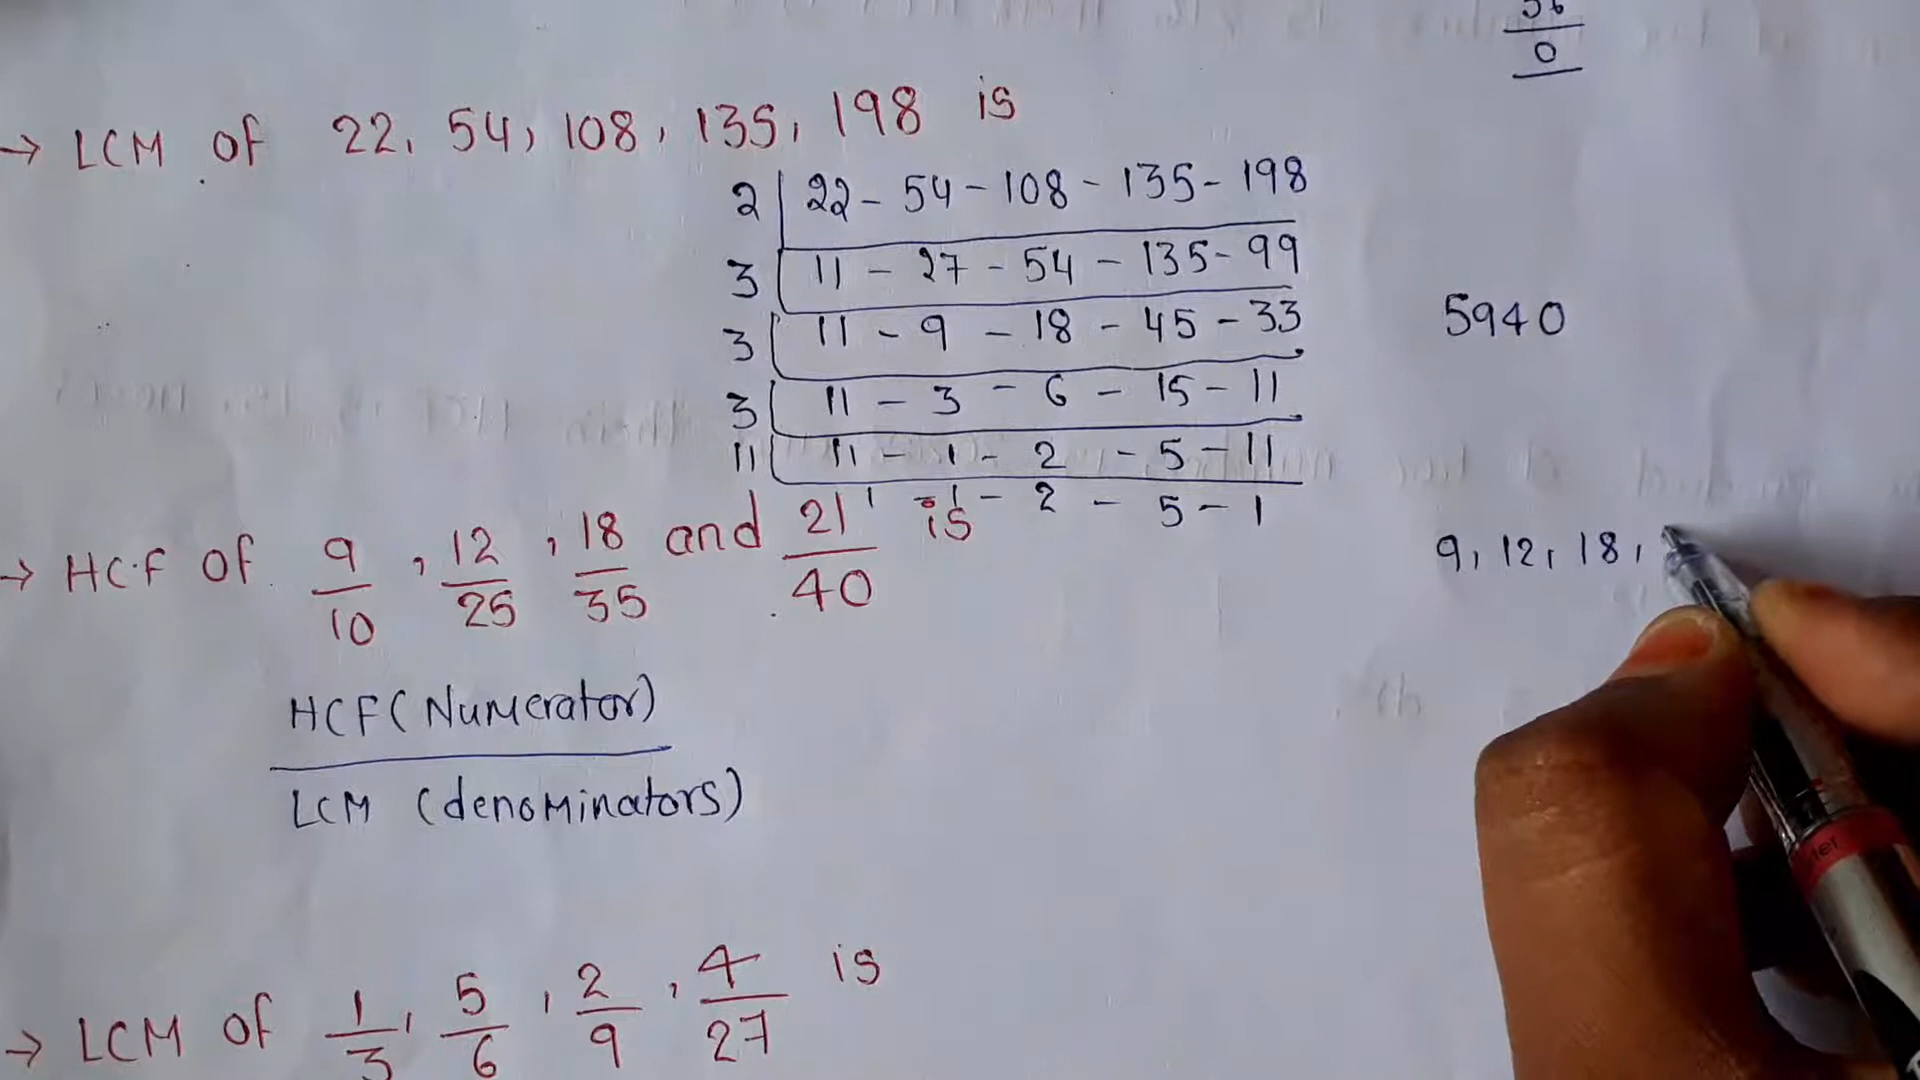 0
→ LCM of 22, 54, 108, 135, 198 is
2 | 22 - 54 - 108 - 135 - 198
3 | 11 - 27 - 54 - 135 - 99
3 | 11 - 9 - 18 - 45 - 33
5940
3 | 11 - 3 - 6 - 15 - 11
11 | 11 - 1 - 2 - 5 - 11
1 - 1 - 2 - 5 - 1
→ H.C.F of 9/10, 12/25, 18/35 and 21/40 is
9, 12, 18,
HCF (Numerator)
LCM (denominators)
→ LCM of 1/3, 5/6, 2/9, 4/27 is